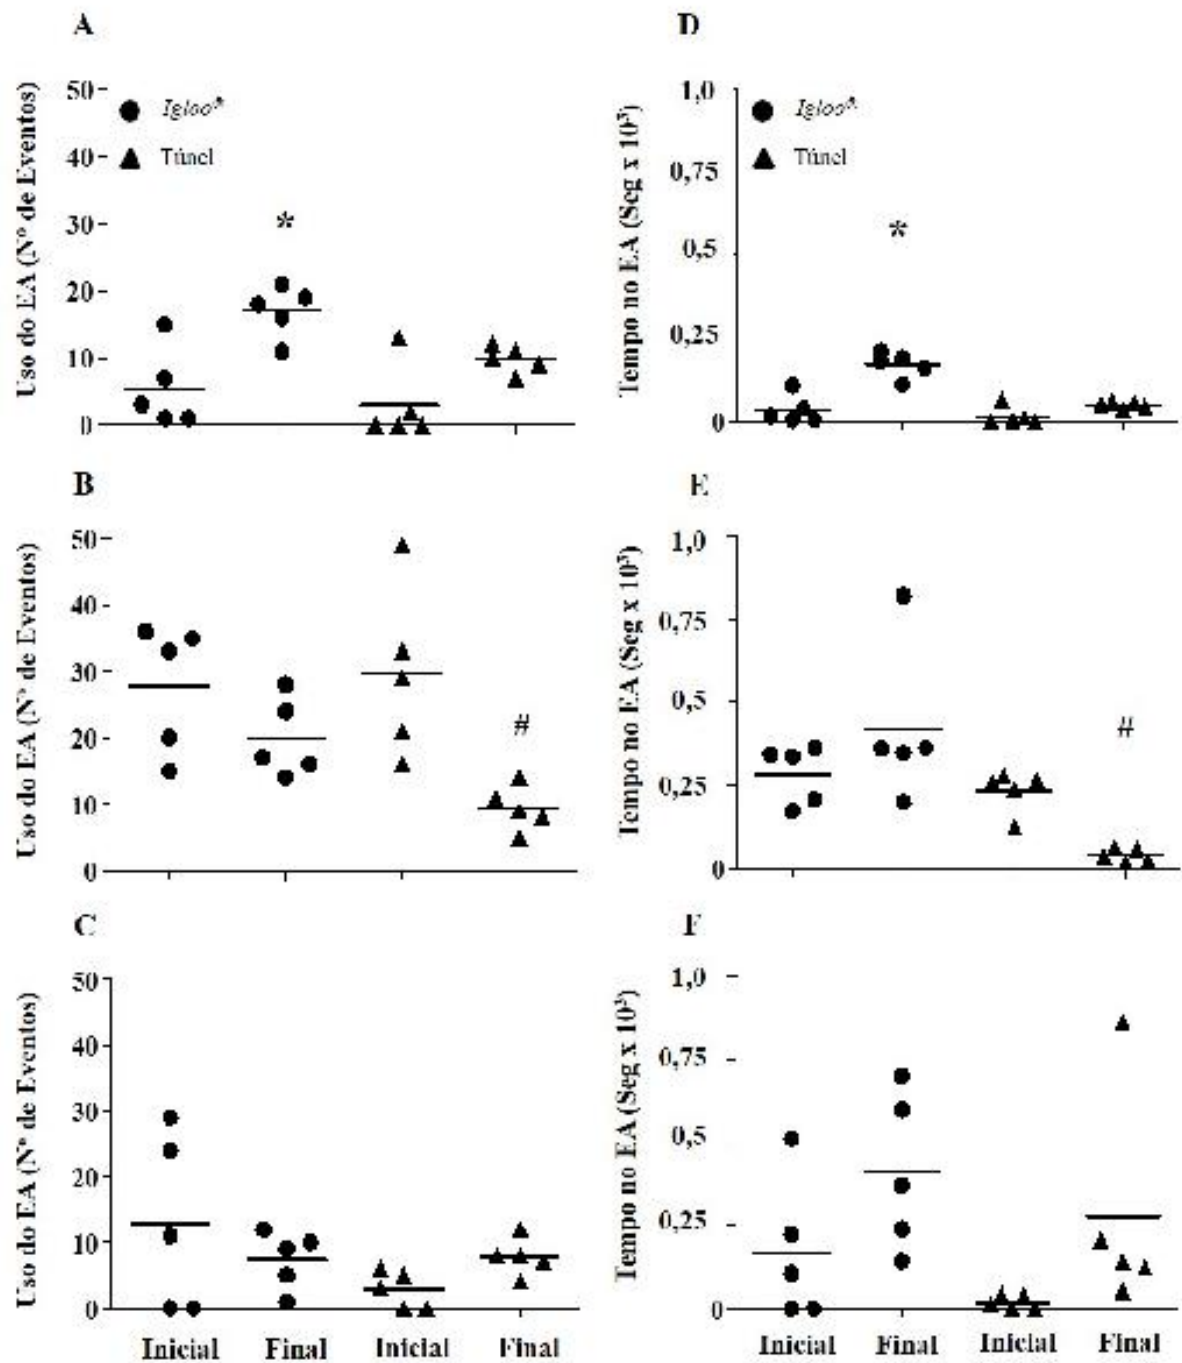 A
Uso do EA (Nº de Eventos)
50
40
30
20
10
0
Igloo®
Túnel
*
D
Tempo no EA (Seg x 10³)
1,0
0,75
0,5
0,25
0
Igloo®
Túnel
*
B
Uso do EA (Nº de Eventos)
50
40
30
20
10
0
#
E
Tempo no EA (Seg x 10³)
1,0
0,75
0,5
0,25
0
#
C
Uso do EA (Nº de Eventos)
50
40
30
20
10
0
Inicial Final Inicial Final
F
Tempo no EA (Seg x 10³)
1,0
0,75
0,5
0,25
0
Inicial Final Inicial Final